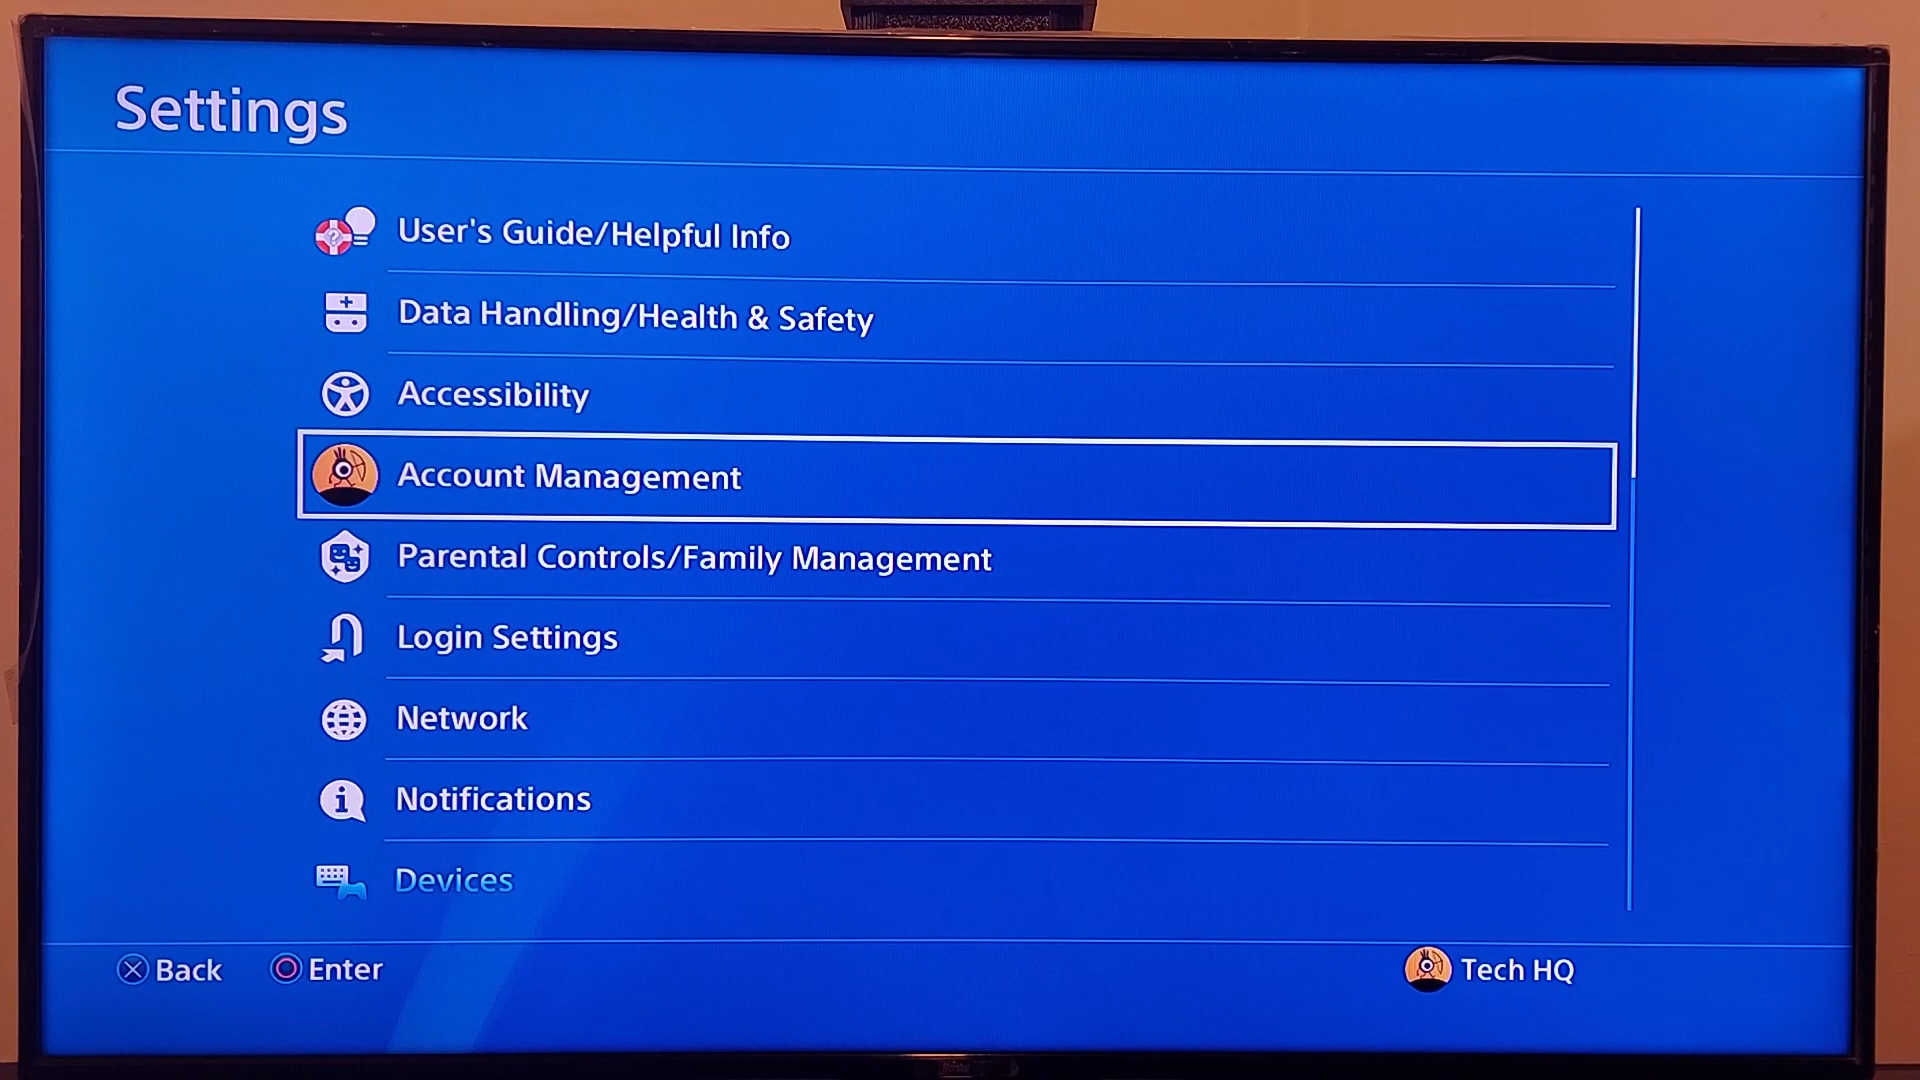 Settings
User's Guide/Helpful Info
Data Handling/Health & Safety
Accessibility
Account Management
Parental Controls/Family Management
Login Settings
Network
Notifications
Devices
Back Enter Tech HQ